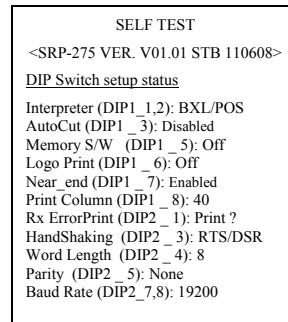 SELF TEST
<SRP-275 VER. V01.01 STB 110608>
DIP Switch setup status
Interpreter (DIP1_1,2): BXL/POS
AutoCut (DIP1 _ 3): Disabled
Memory S/W (DIP1 _ 5): Off
Logo Print (DIP1 _ 6): Off
Near_end (DIP1 _ 7): Enabled
Print Column (DIP1 _ 8): 40
Rx ErrorPrint (DIP2 _ 1): Print ?
HandShaking (DIP2 _ 3): RTS/DSR
Word Length (DIP2 _ 4): 8
Parity (DIP2 _ 5): None
Baud Rate (DIP2_7,8): 19200